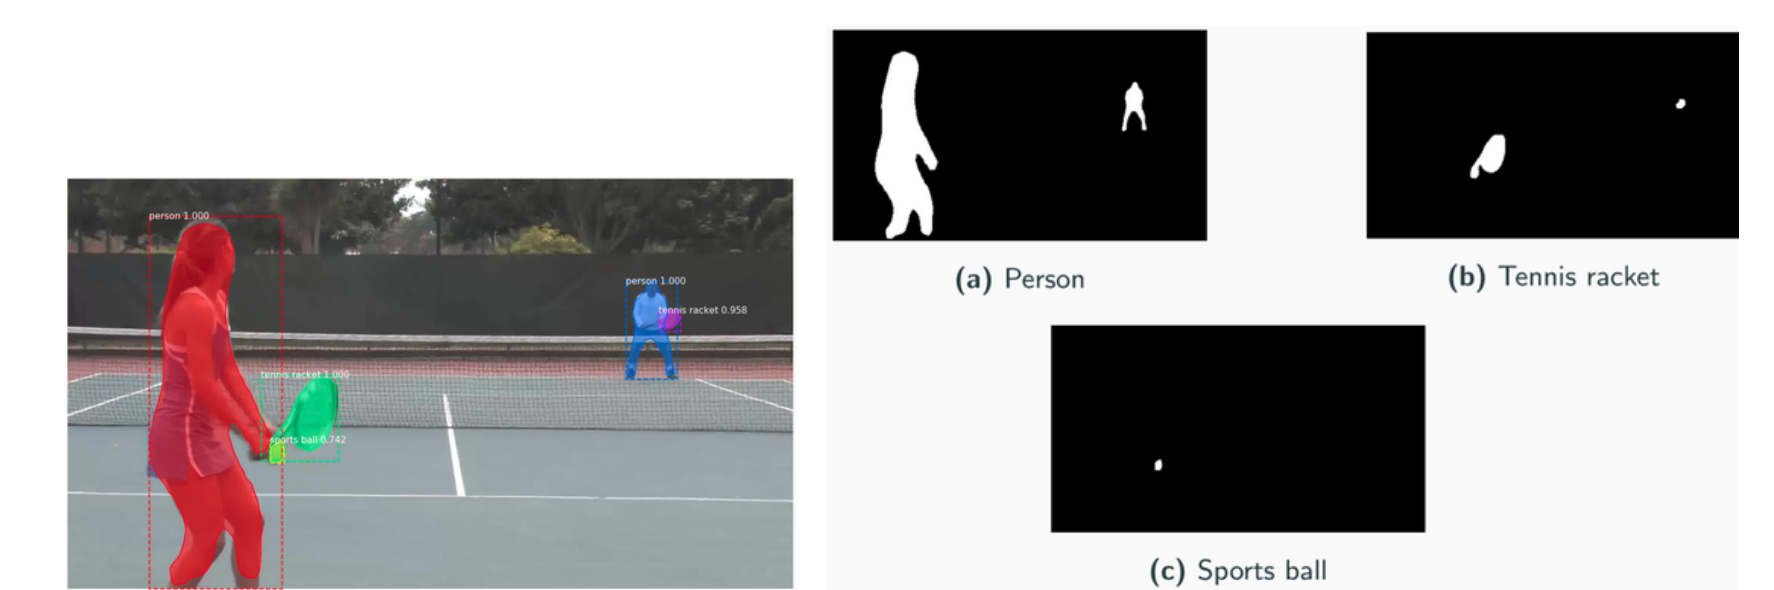 person 1.000
person 1.000
tennis racket 0.958
tennis racket 1.000
sports ball 0.742
(a) Person
(b) Tennis racket
(c) Sports ball